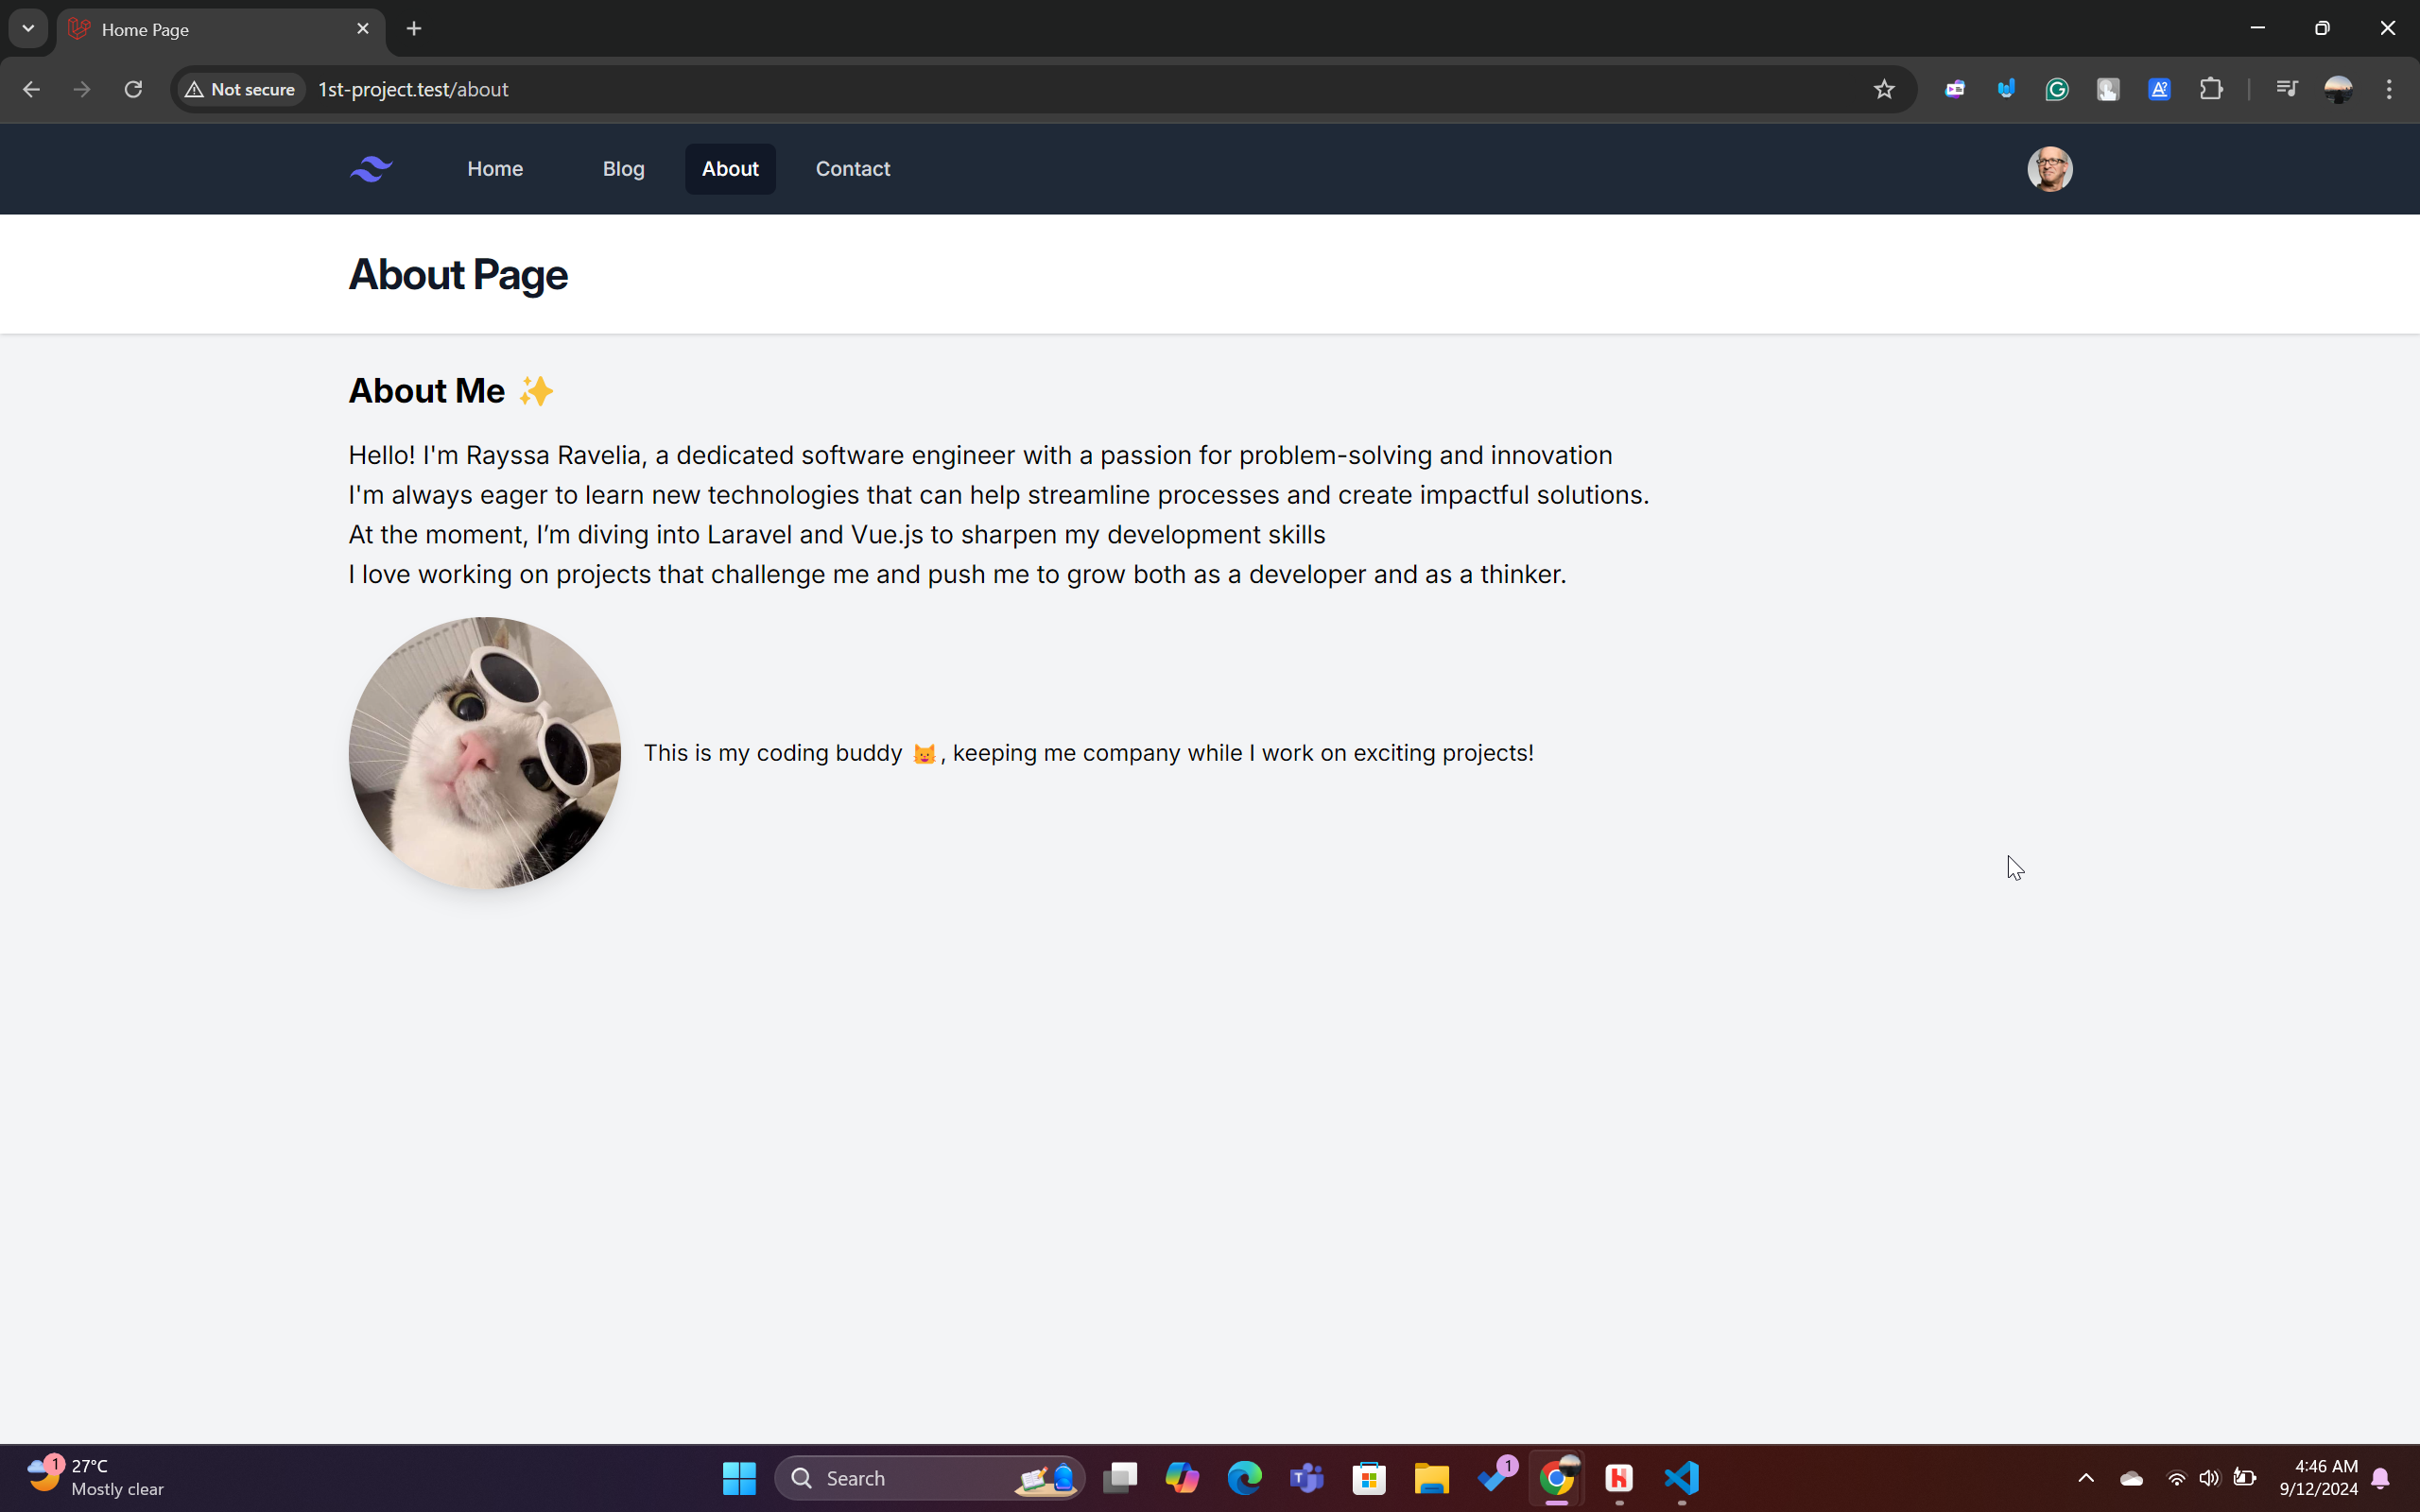 Home Page
Not secure
1st-project.test/about
Home
Blog
About
Contact
About Page
About Me ✨
Hello! I'm Rayssa Ravelia, a dedicated software engineer with a passion for problem-solving and innovation
I'm always eager to learn new technologies that can help streamline processes and create impactful solutions.
At the moment, I’m diving into Laravel and Vue.js to sharpen my development skills
I love working on projects that challenge me and push me to grow both as a developer and as a thinker.
This is my coding buddy 😺, keeping me company while I work on exciting projects!
1
27°C
Mostly clear
Search
1
4:46 AM
9/12/2024